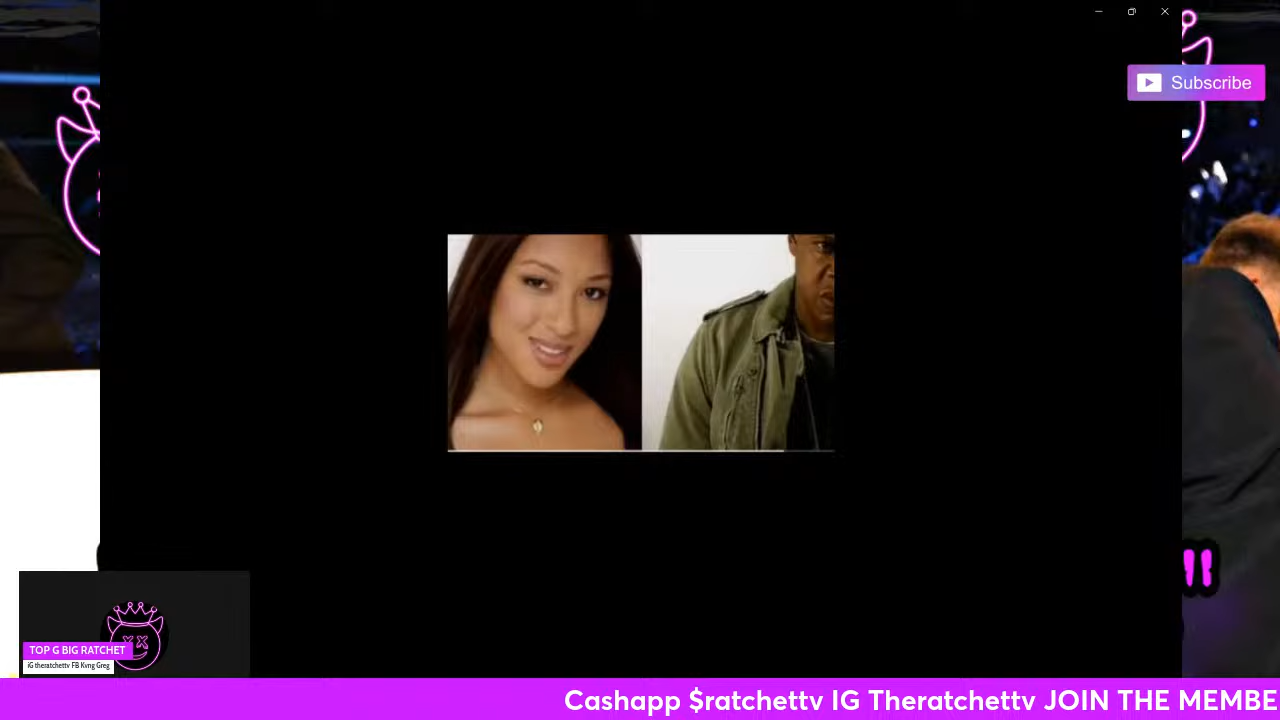 Subscribe
TOP G BIG RATCHET
iG theratchettv FB Kvng Greg
Cashapp $ratchettv IG Theratchettv JOIN THE MEMBE